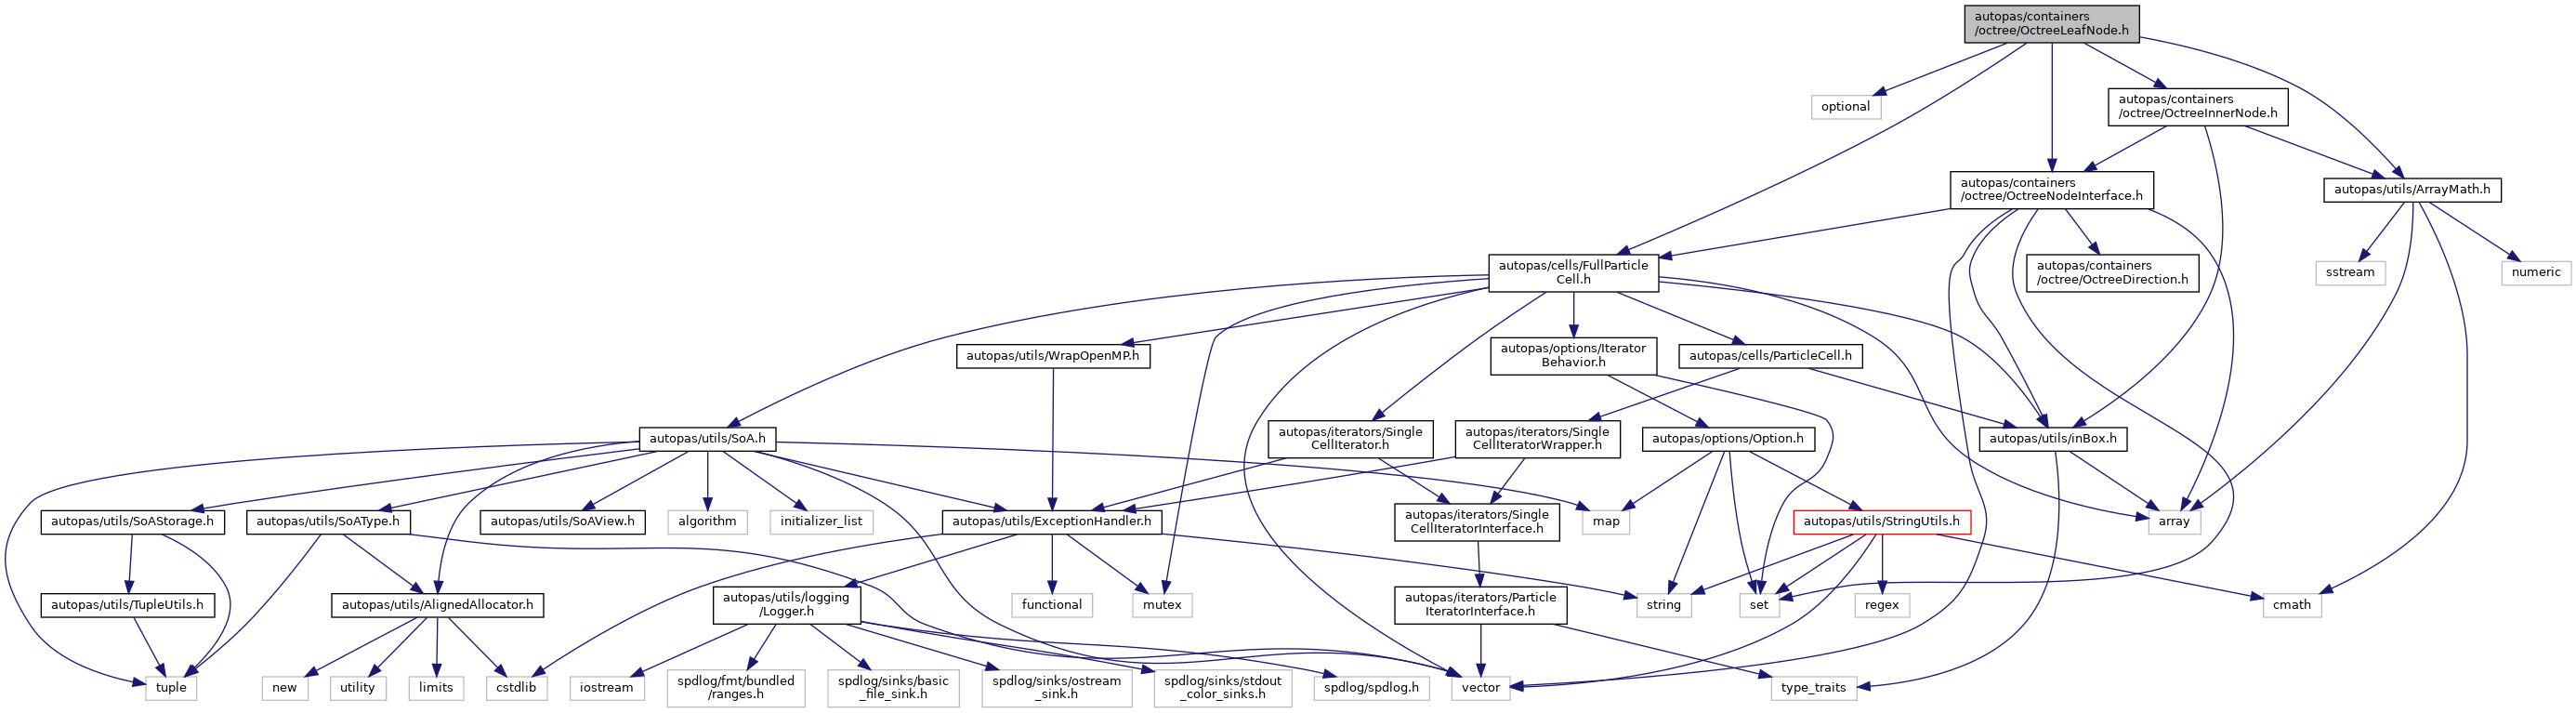 autopas/containers
/octree/OctreeLeafNode.h
optional
autopas/containers
/octree/OctreeInnerNode.h
autopas/containers
/octree/OctreeNodeInterface.h
autopas/utils/ArrayMath.h
autopas/cells/FullParticle
Cell.h
autopas/containers
/octree/OctreeDirection.h
sstream
numeric
autopas/utils/WrapOpenMP.h
autopas/options/Iterator
Behavior.h
autopas/cells/ParticleCell.h
autopas/utils/SoA.h
autopas/iterators/Single
CellIterator.h
autopas/iterators/Single
CellIteratorWrapper.h
autopas/options/Option.h
autopas/utils/inBox.h
autopas/utils/SoAStorage.h
autopas/utils/SoAType.h
autopas/utils/SoAView.h
algorithm
initializer_list
autopas/utils/ExceptionHandler.h
autopas/iterators/Single
CellIteratorInterface.h
map
autopas/utils/StringUtils.h
array
autopas/utils/TupleUtils.h
autopas/utils/AlignedAllocator.h
autopas/utils/logging
/Logger.h
functional
mutex
autopas/iterators/Particle
IteratorInterface.h
string
set
regex
cmath
tuple
new
utility
limits
cstdlib
iostream
spdlog/fmt/bundled
/ranges.h
spdlog/sinks/basic
_file_sink.h
spdlog/sinks/ostream
_sink.h
spdlog/sinks/stdout
_color_sinks.h
spdlog/spdlog.h
vector
type_traits